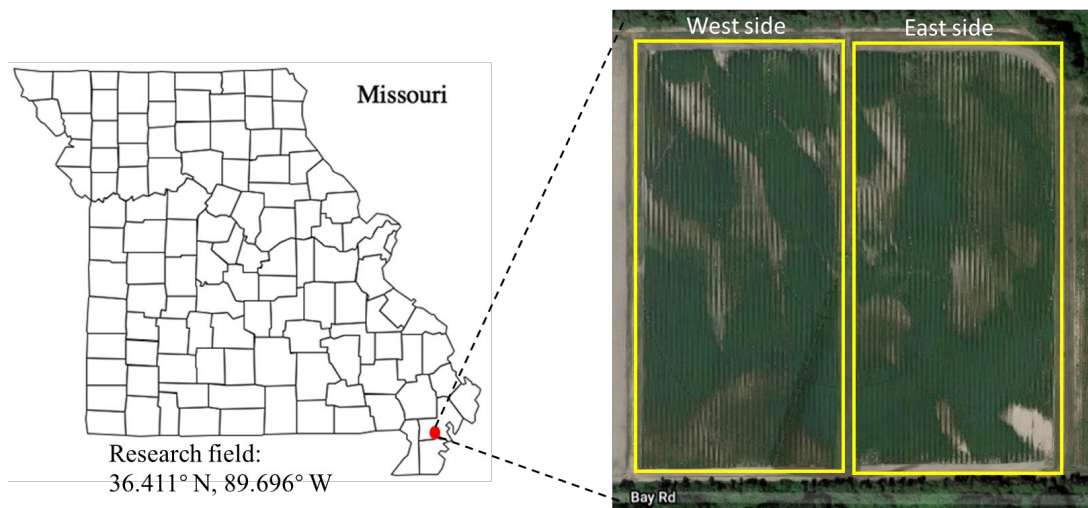 Missouri
West side
East side
Research field:
36.411° N, 89.696° W
Bay Rd